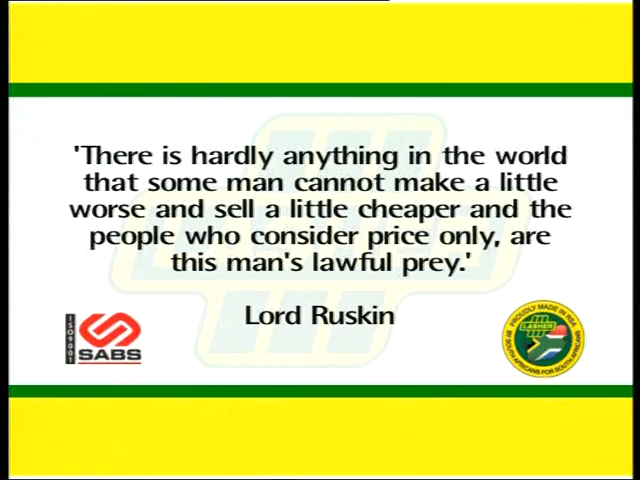 'There is hardly anything in the world
that some man cannot make a little
worse and sell a little cheaper and the
people who consider price only, are
this man's lawful prey.'
Lord Ruskin
ISO9001
SABS
PROUDLY MADE IN RSA
LASHER
BY SOUTH AFRICANS FOR SOUTH AFRICANS